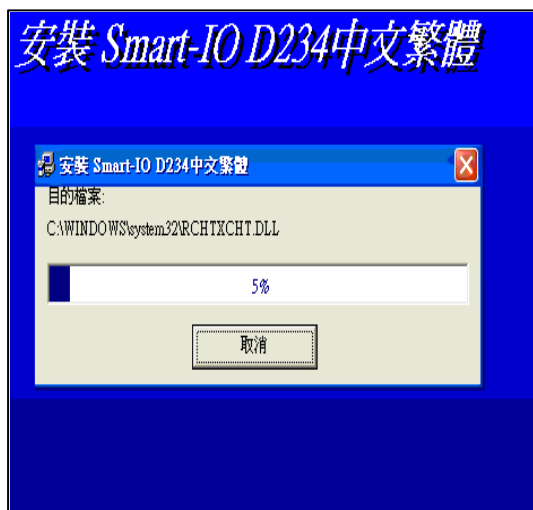 安裝 Smart-IO D234中文繁體
安裝 Smart-IO D234中文繁體
目的檔案:
C:\WINDOWS\system32\RCHTXCHT.DLL
5%
取消